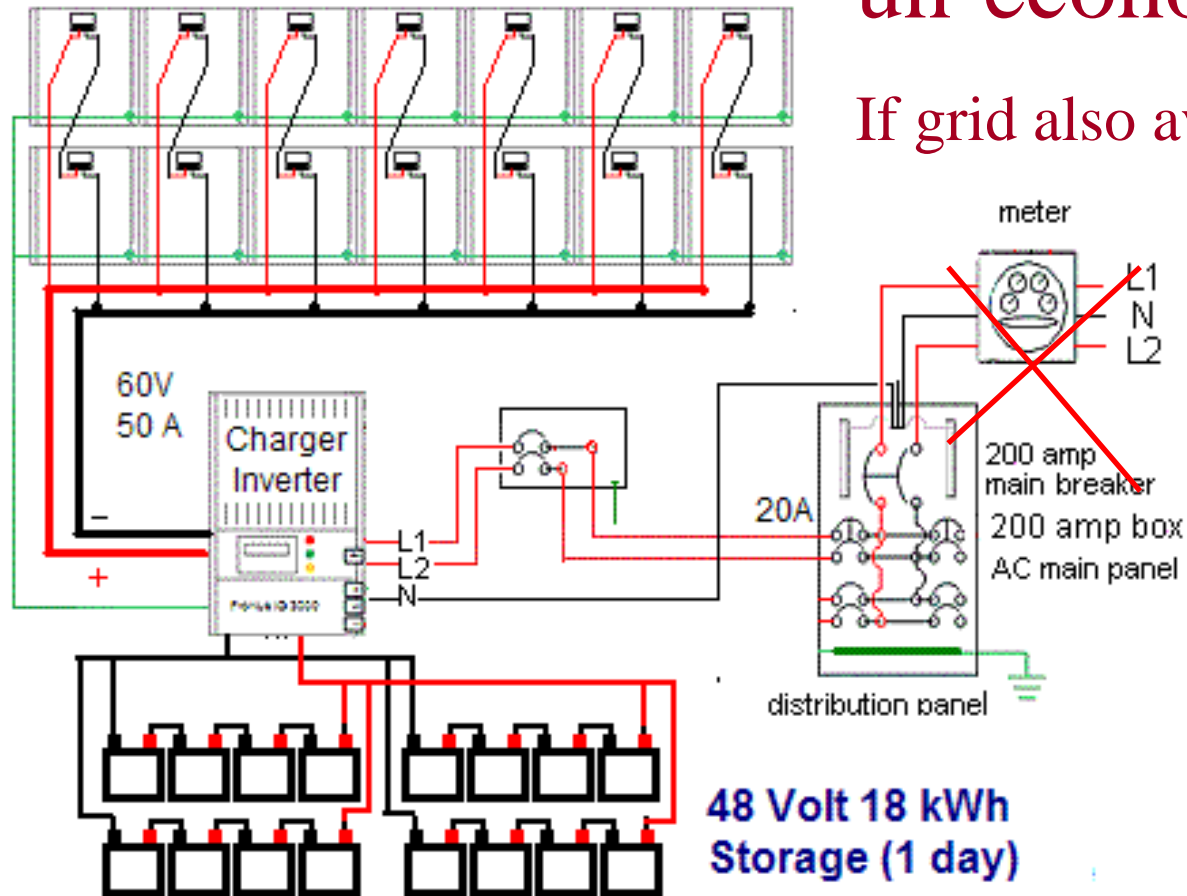 If grid also
meter
L1
N
L2
60V
50 A
Charger
Inverter
200 amp
main breaker
20A
200 amp box
L1
AC main panel
L2
+
N
distribution panel
48 Volt 18 kWh
Storage (1 day)